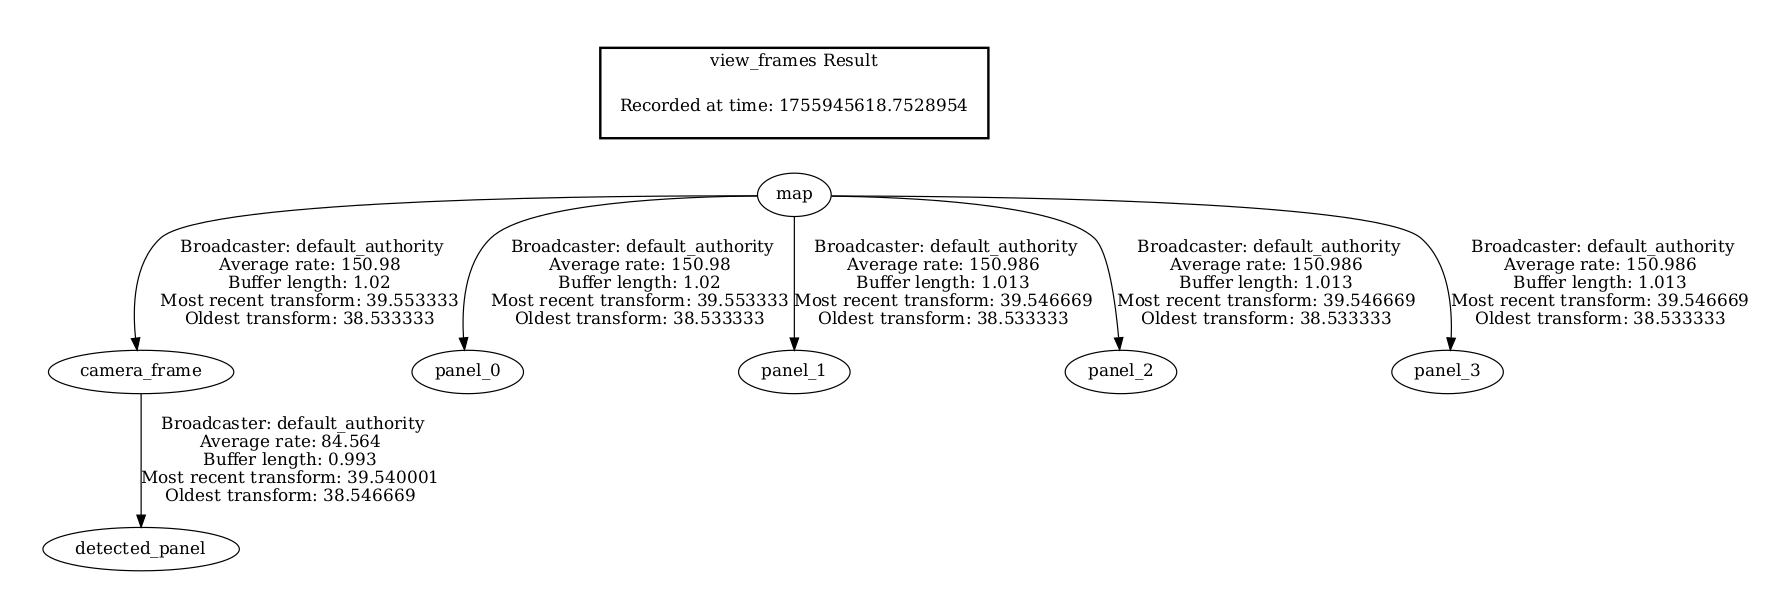 view_frames Result
Recorded at time: 1755945618.7528954
map
Broadcaster: default_authority
Average rate: 150.98
Buffer length: 1.02
Most recent transform: 39.553333
Oldest transform: 38.533333
Broadcaster: default_authority
Average rate: 150.98
Buffer length: 1.02
Most recent transform: 39.553333
Oldest transform: 38.533333
Broadcaster: default_authority
Average rate: 150.986
Buffer length: 1.013
Most recent transform: 39.546669
Oldest transform: 38.533333
Broadcaster: default_authority
Average rate: 150.986
Buffer length: 1.013
Most recent transform: 39.546669
Oldest transform: 38.533333
Broadcaster: default_authority
Average rate: 150.986
Buffer length: 1.013
Most recent transform: 39.546669
Oldest transform: 38.533333
camera_frame
panel_0
panel_1
panel_2
panel_3
Broadcaster: default_authority
Average rate: 84.564
Buffer length: 0.993
Most recent transform: 39.540001
Oldest transform: 38.546669
detected_panel